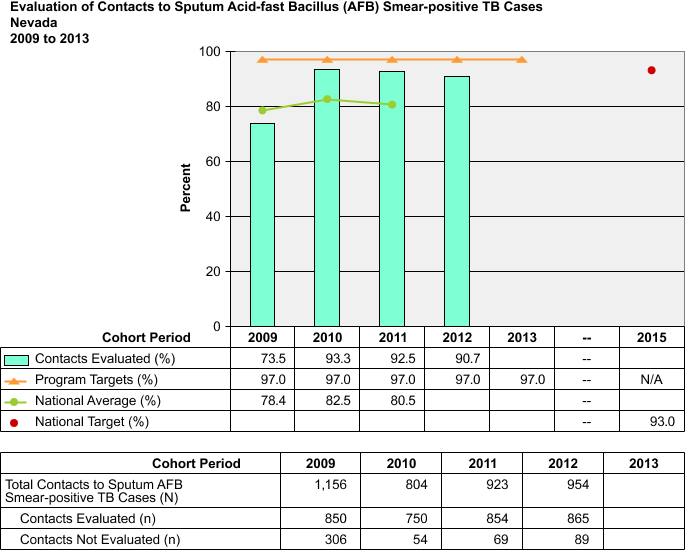 Evaluation of Contacts to Sputum Acid-fast Bacillus (AFB) Smear-positive TB Cases
Nevada
2009 to 2013
100
80
60
40
20
0
Percent
Cohort Period 2009 2010 2011 2012 2013 -- 2015
Contacts Evaluated (%) 73.5 93.3 92.5 90.7 --
Program Targets (%) 97.0 97.0 97.0 97.0 97.0 -- N/A
National Average (%) 78.4 82.5 80.5 --
National Target (%) -- 93.0
Cohort Period 2009 2010 2011 2012 2013
Total Contacts to Sputum AFB
Smear-positive TB Cases (N) 1,156 804 923 954
Contacts Evaluated (n) 850 750 854 865
Contacts Not Evaluated (n) 306 54 69 89